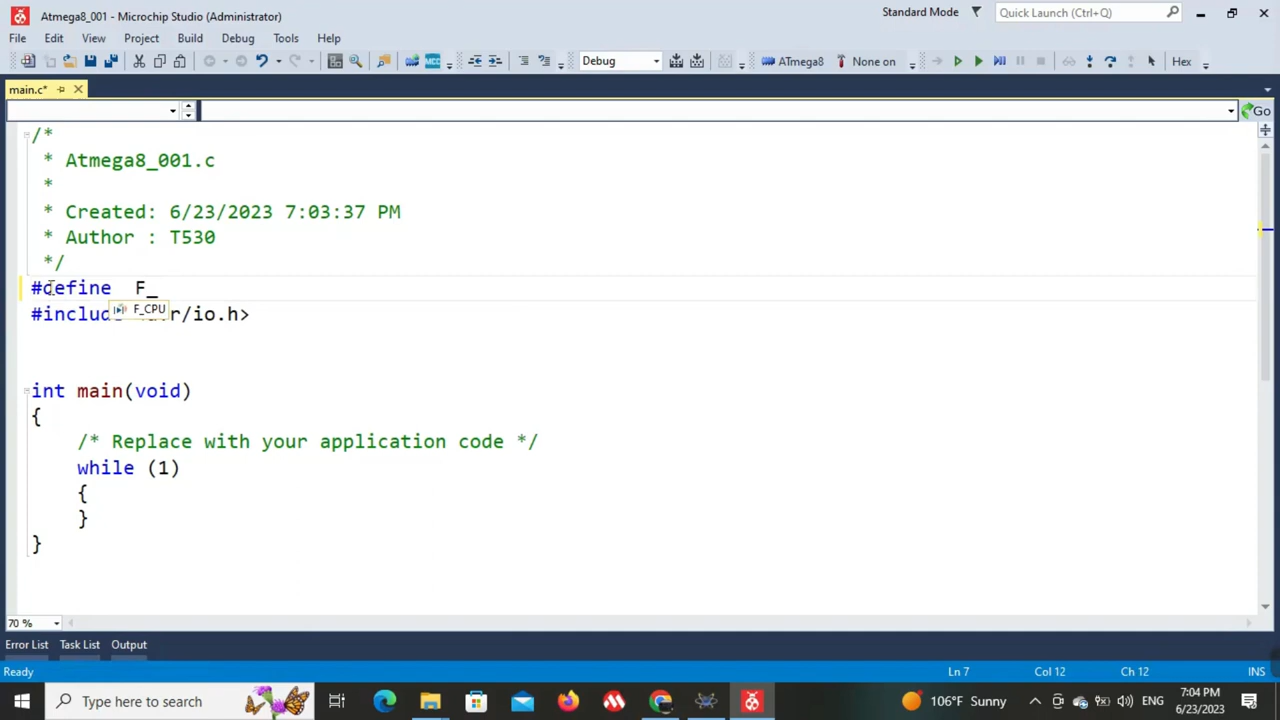 Atmega8_001 - Microchip Studio (Administrator)
Standard Mode
Quick Launch (Ctrl+Q)
File Edit View Project Build Debug Tools Help
Debug
ATmega8
None on
Hex
main.c*
Go
/*
* Atmega8_001.c
*
* Created: 6/23/2023 7:03:37 PM
* Author : T530
*/
#define F_
F_CPU
#include /io.h>
int main(void)
{
/* Replace with your application code */
while (1)
{
}
}
70 %
Error List Task List Output
Ready
Ln 7
Col 12
Ch 12
INS
Type here to search
106°F Sunny
ENG
7:04 PM
6/23/2023